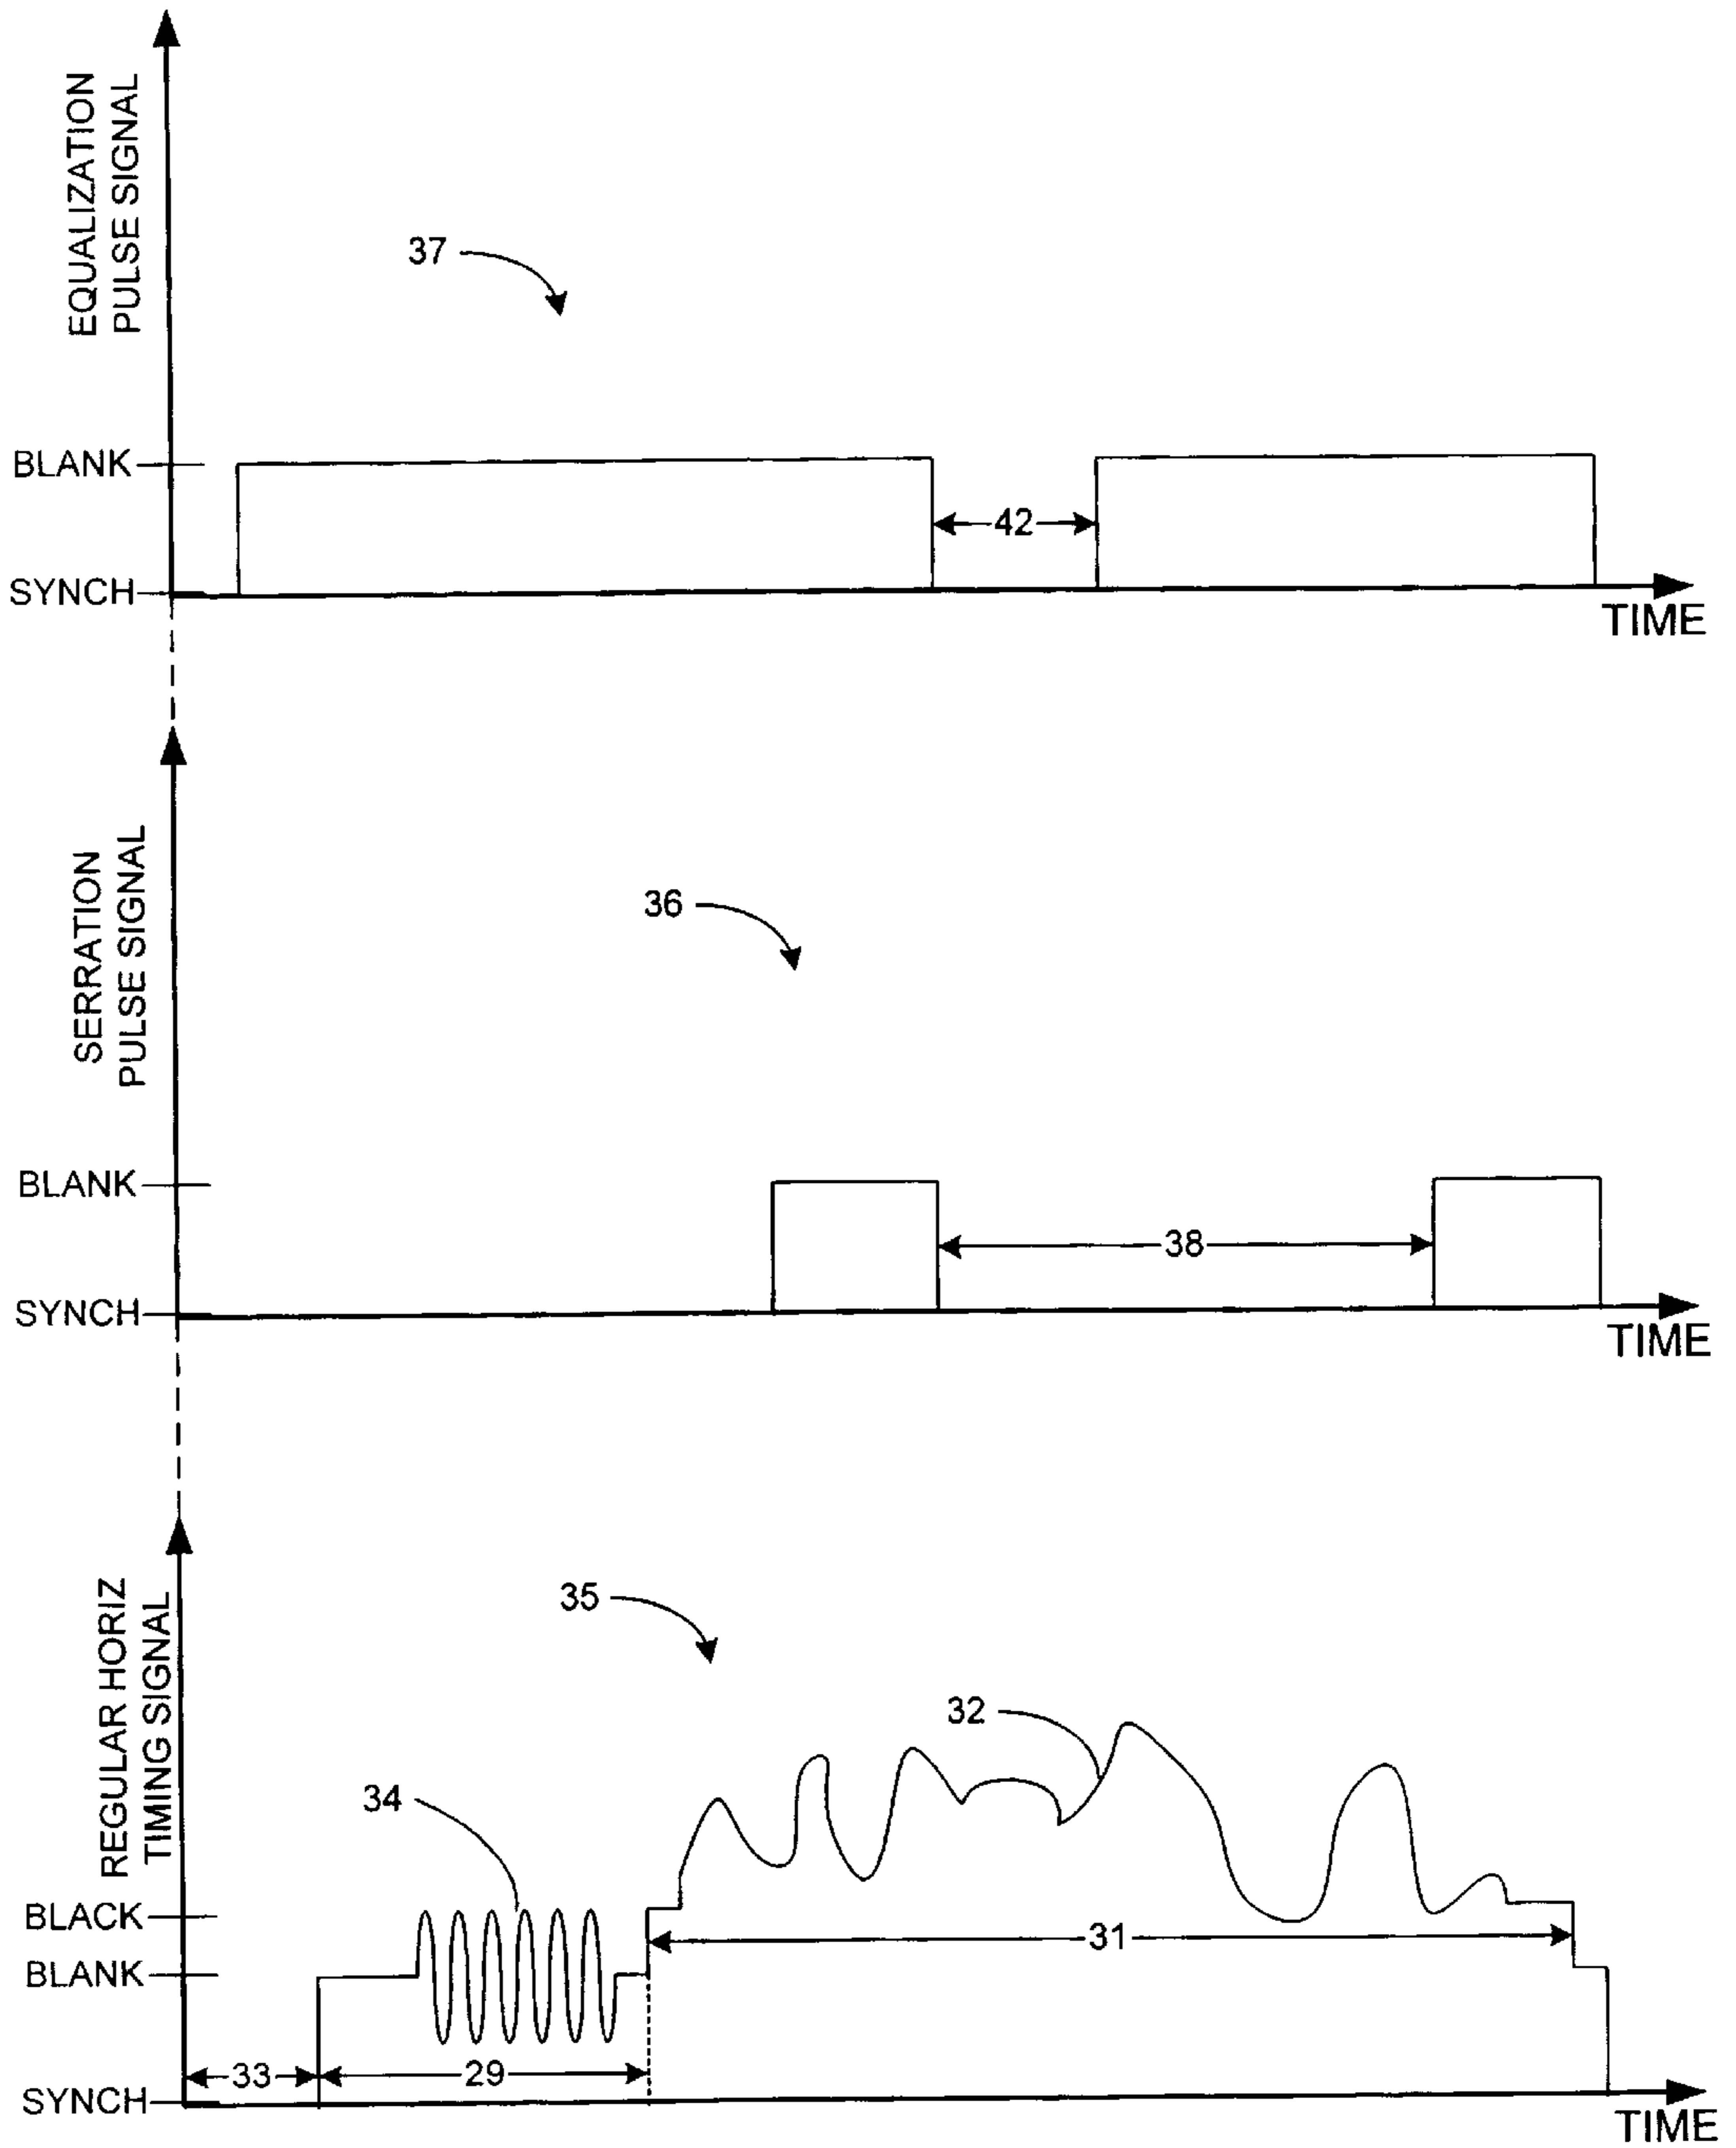 EQUALIZATION
PULSE SIGNAL
37
BLANK
42
SYNCH
TIME
SERRATION
PULSE SIGNAL
36
BLANK
38
SYNCH
TIME
REGULAR HORIZ
TIMING SIGNAL
35
32
34
BLACK
31
BLANK
33
29
SYNCH
TIME